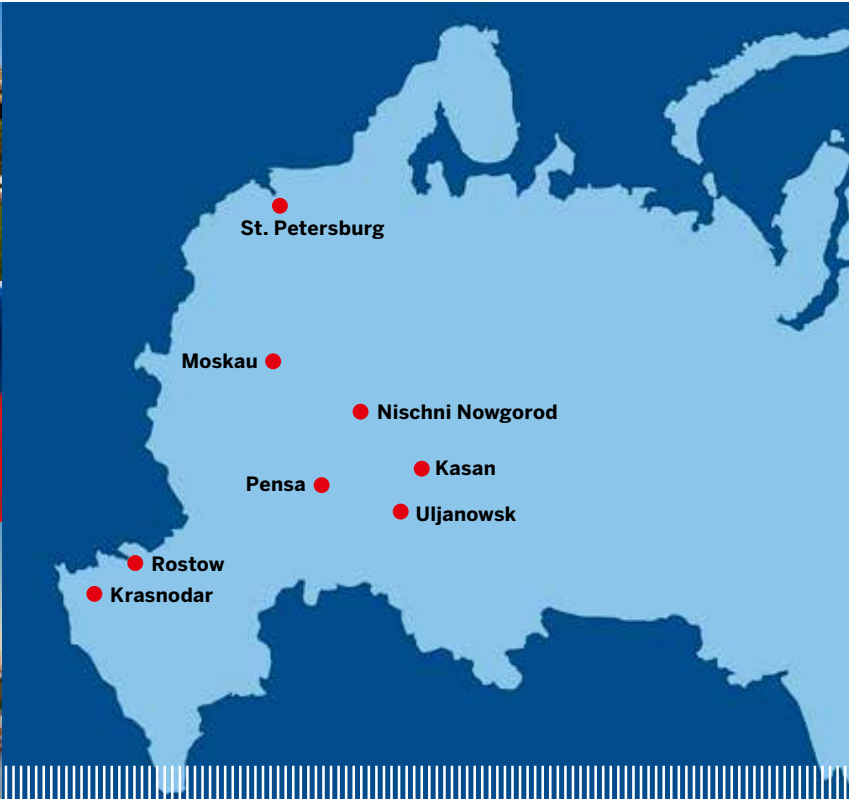 St. Petersburg
Moskau
Nischni Nowgorod
Kasan
Pensa
Uljanowsk
Rostow
Krasnodar